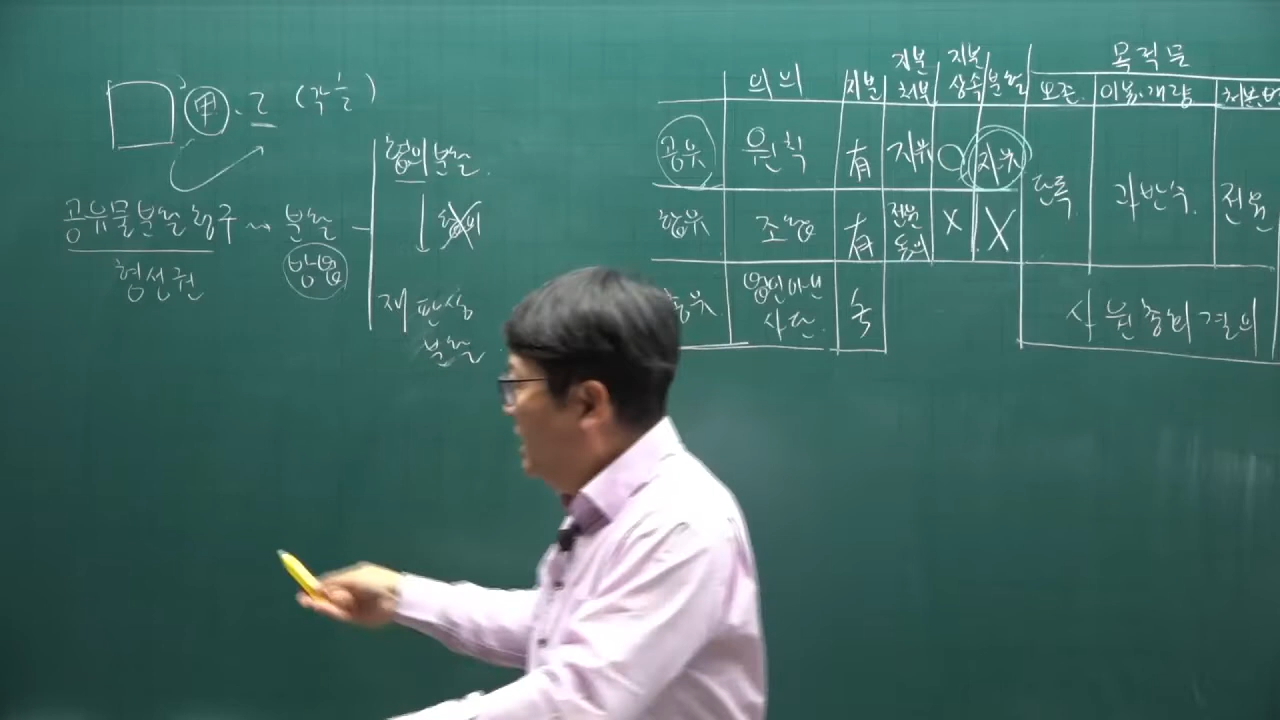 甲.乙 (각½)
공유물분할청구 → 분할
형성권 방법
협의분할.
협의
재판상
분할
의의 지분 지분처분 지분상속 분할 목적물
보존 이용.개량 처분.변
공유 원칙 有 자유 ○ 자유 단독 과반수. 전원
합유 조합 有 전원동의 X X
총유. 법인아닌사단. 숙
사원총회결의